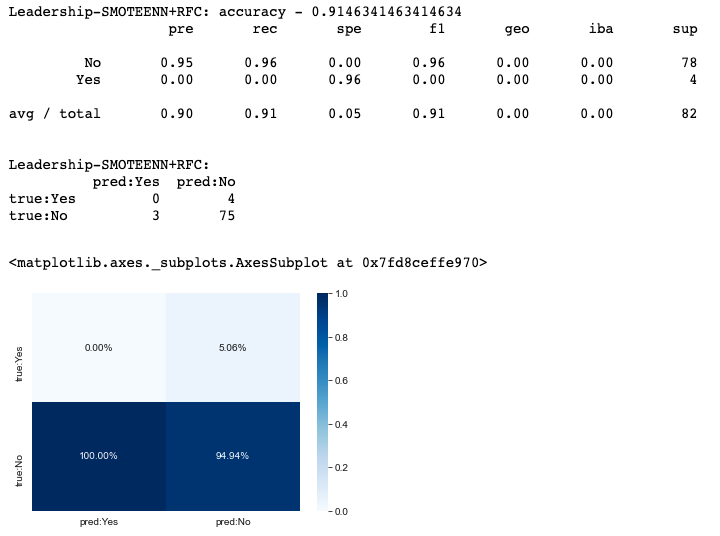 Leadership-SMOTEENN+RFC: accuracy - 0.9146341463414634
pre rec spe f1 geo iba sup
No 0.95 0.96 0.00 0.96 0.00 0.00 78
Yes 0.00 0.00 0.96 0.00 0.00 0.00 4
avg / total 0.90 0.91 0.05 0.91 0.00 0.00 82
Leadership-SMOTEENN+RFC:
pred:Yes pred:No
true:Yes 0 4
true:No 3 75
<matplotlib.axes._subplots.AxesSubplot at 0x7fd8ceffe970>
1.0
0.8
0.6
0.4
0.2
0.0
true:Yes
0.00% 5.06%
true:No
100.00% 94.94%
pred:Yes pred:No